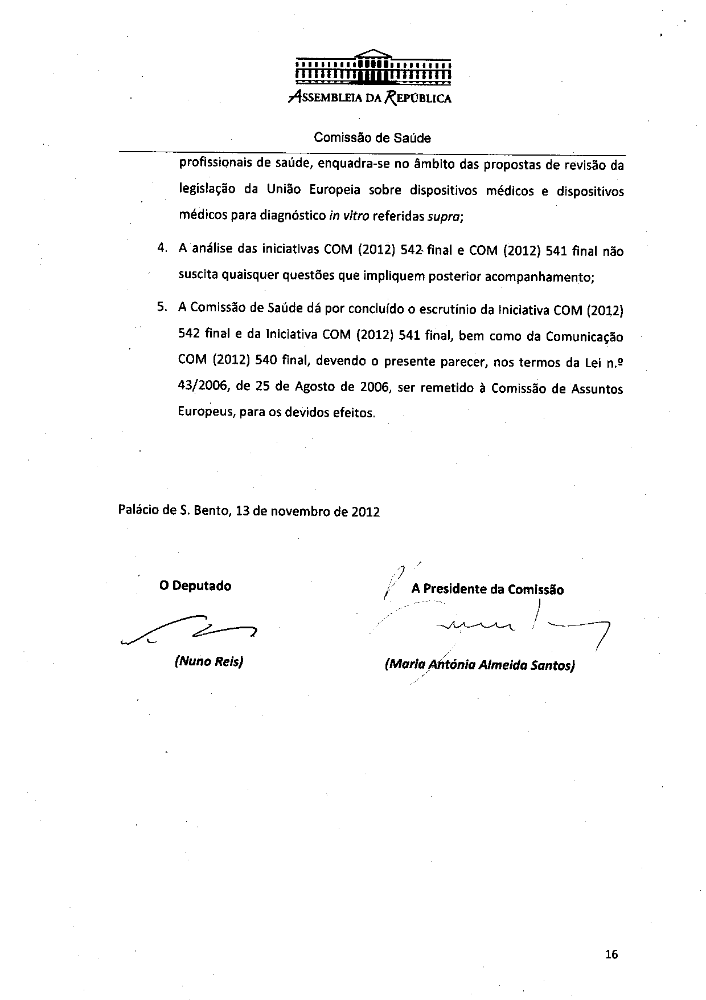 ASSEMBLEIA DA REPÚBLICA
Comissão de Saúde
profissionais de saúde, enquadra-se no âmbito das propostas de revisão da
legislação da União Europeia sobre dispositivos médicos e dispositivos
médicos para diagnóstico in vitro referidas supra;
4. A análise das iniciativas COM (2012) 542 final e COM (2012) 541 final não
suscita quaisquer questões que impliquem posterior acompanhamento;
5. A Comissão de Saúde dá por concluído o escrutínio da Iniciativa COM (2012)
542 final e da Iniciativa COM (2012) 541 final, bem como da Comunicação
COM (2012) 540 final, devendo o presente parecer, nos termos da Lei n.º
43/2006, de 25 de Agosto de 2006, ser remetido à Comissão de Assuntos
Europeus, para os devidos efeitos.
Palácio de S. Bento, 13 de novembro de 2012
O Deputado
A Presidente da Comissão
(Nuno Reis)
(Maria Antónia Almeida Santos)
16